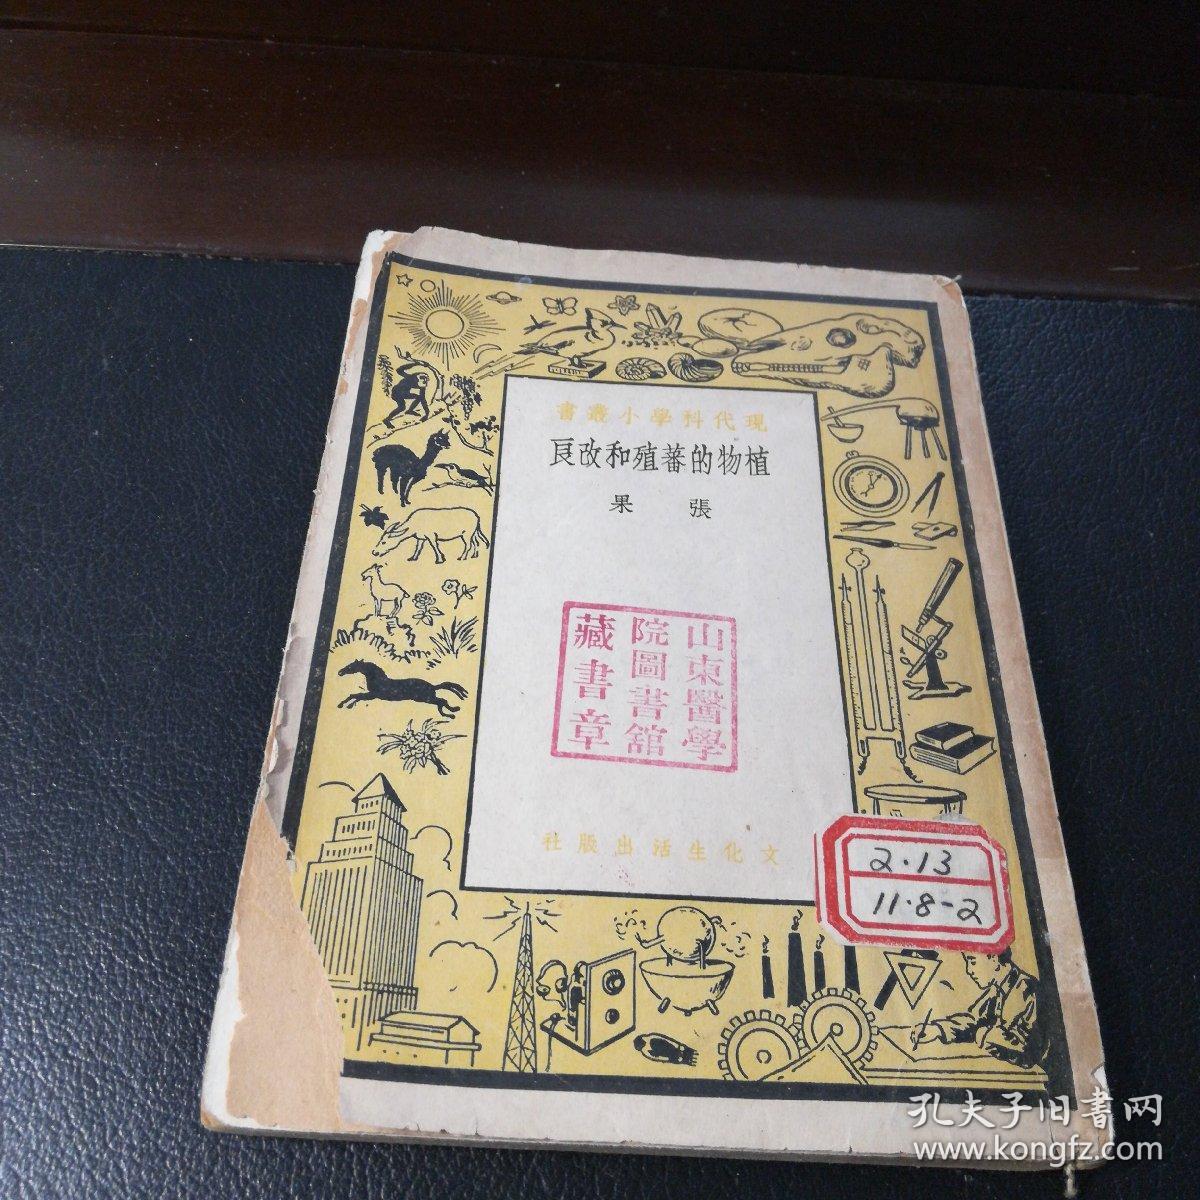 現代科學小叢書
植物的蕃殖和改良
張果
山東醫學
院圖書舘
藏書章
文化生活出版社
2·13
11·8-2
孔夫子旧書网
www.kongfz.com